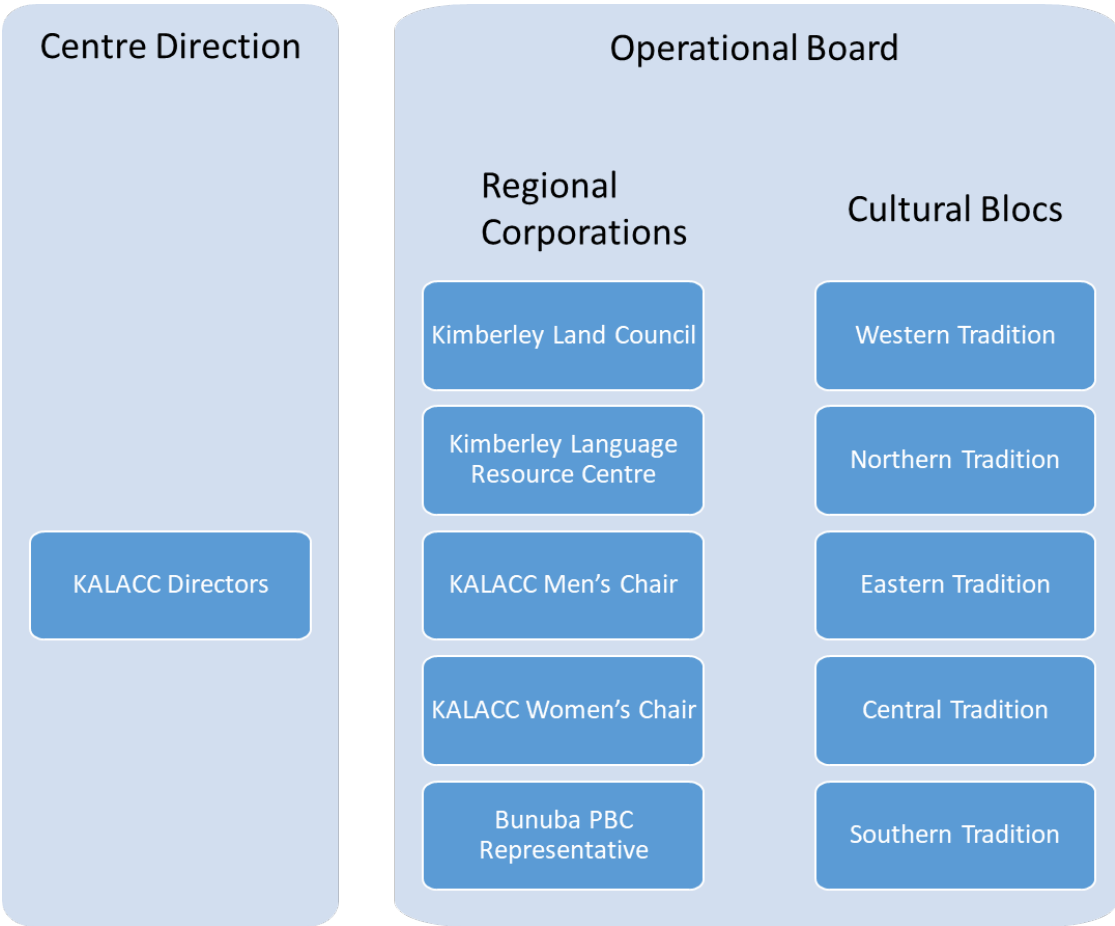 Centre Direction
KALACC Directors
Operational Board
Regional
Corporations
Kimberley Land Council
Kimberley Language
Resource Centre
KALACC Men’s Chair
KALACC Women’s Chair
Bunuba PBC
Representative
Cultural Blocs
Western Tradition
Northern Tradition
Eastern Tradition
Central Tradition
Southern Tradition